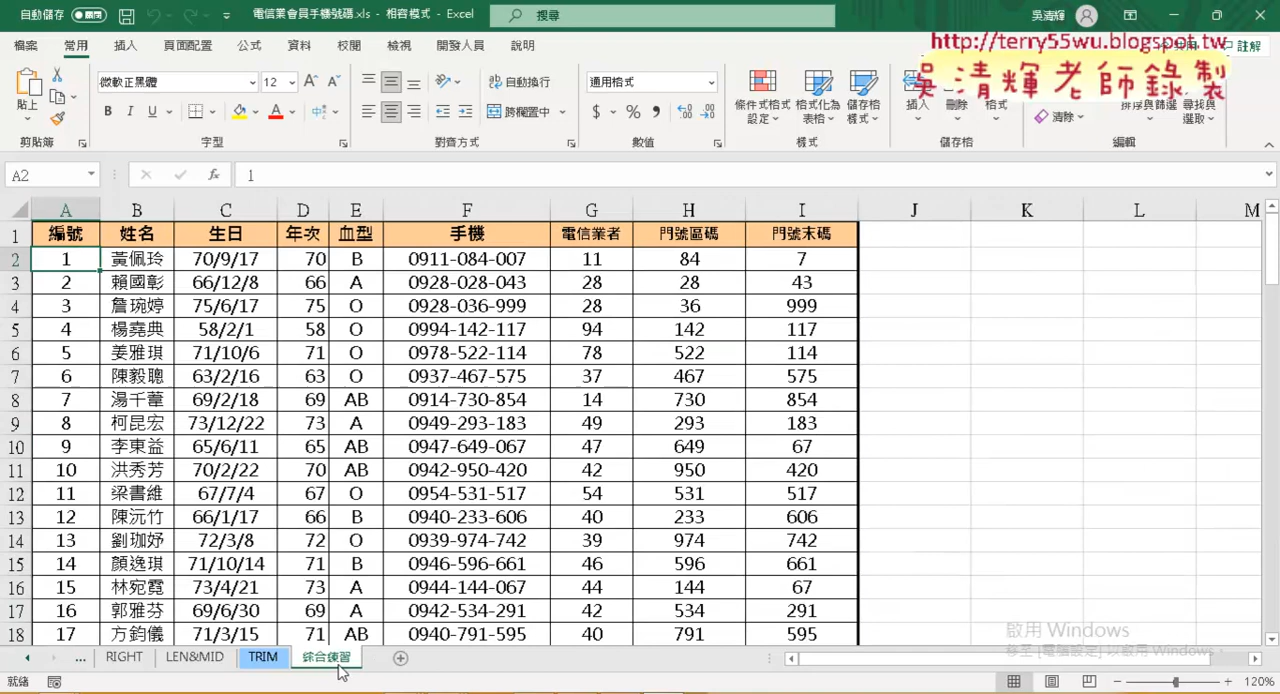 自動儲存 關閉 電信業會員手機號碼.xls - 相容模式 - Excel 搜尋 吳清輝
檔案 常用 插入 頁面配置 公式 資料 校閱 檢視 開發人員 說明 註解
http://terry55wu.blogspot.tw
吳清輝老師錄製
貼上 微軟正黑體 12 自動換行 通用格式 條件式格式設定 格式化為表格 儲存格樣式 插入 刪除 格式 清除 排序與篩選 尋找與選取
跨欄置中
剪貼簿 字型 對齊方式 數值 樣式 儲存格 編輯
A2 fx 1
A B C D E F G H I J K L M
1 編號 姓名 生日 年次 血型 手機 電信業者 門號區碼 門號末碼
2 1 黃佩玲 70/9/17 70 B 0911-084-007 11 84 7
3 2 賴國彰 66/12/8 66 A 0928-028-043 28 28 43
4 3 詹琬婷 75/6/17 75 O 0928-036-999 28 36 999
5 4 楊堯典 58/2/1 58 O 0994-142-117 94 142 117
6 5 姜雅琪 71/10/6 71 O 0978-522-114 78 522 114
7 6 陳毅聰 63/2/16 63 O 0937-467-575 37 467 575
8 7 湯千葦 69/2/18 69 AB 0914-730-854 14 730 854
9 8 柯昆宏 73/12/22 73 A 0949-293-183 49 293 183
10 9 李東益 65/6/11 65 AB 0947-649-067 47 649 67
11 10 洪秀芳 70/2/22 70 AB 0942-950-420 42 950 420
12 11 梁書維 67/7/4 67 O 0954-531-517 54 531 517
13 12 陳沅竹 66/1/17 66 B 0940-233-606 40 233 606
14 13 劉珈妤 72/3/8 72 O 0939-974-742 39 974 742
15 14 顏逸琪 71/10/14 71 B 0946-596-661 46 596 661
16 15 林宛霓 73/4/21 73 A 0944-144-067 44 144 67
17 16 郭雅芬 69/6/30 69 A 0942-534-291 42 534 291
18 17 方鈞儀 71/3/15 71 AB 0940-791-595 40 791 595
啟用 Windows
移至 [電腦設定] 以啟用 Windows
... RIGHT LEN&MID TRIM 綜合練習
就緒 120%